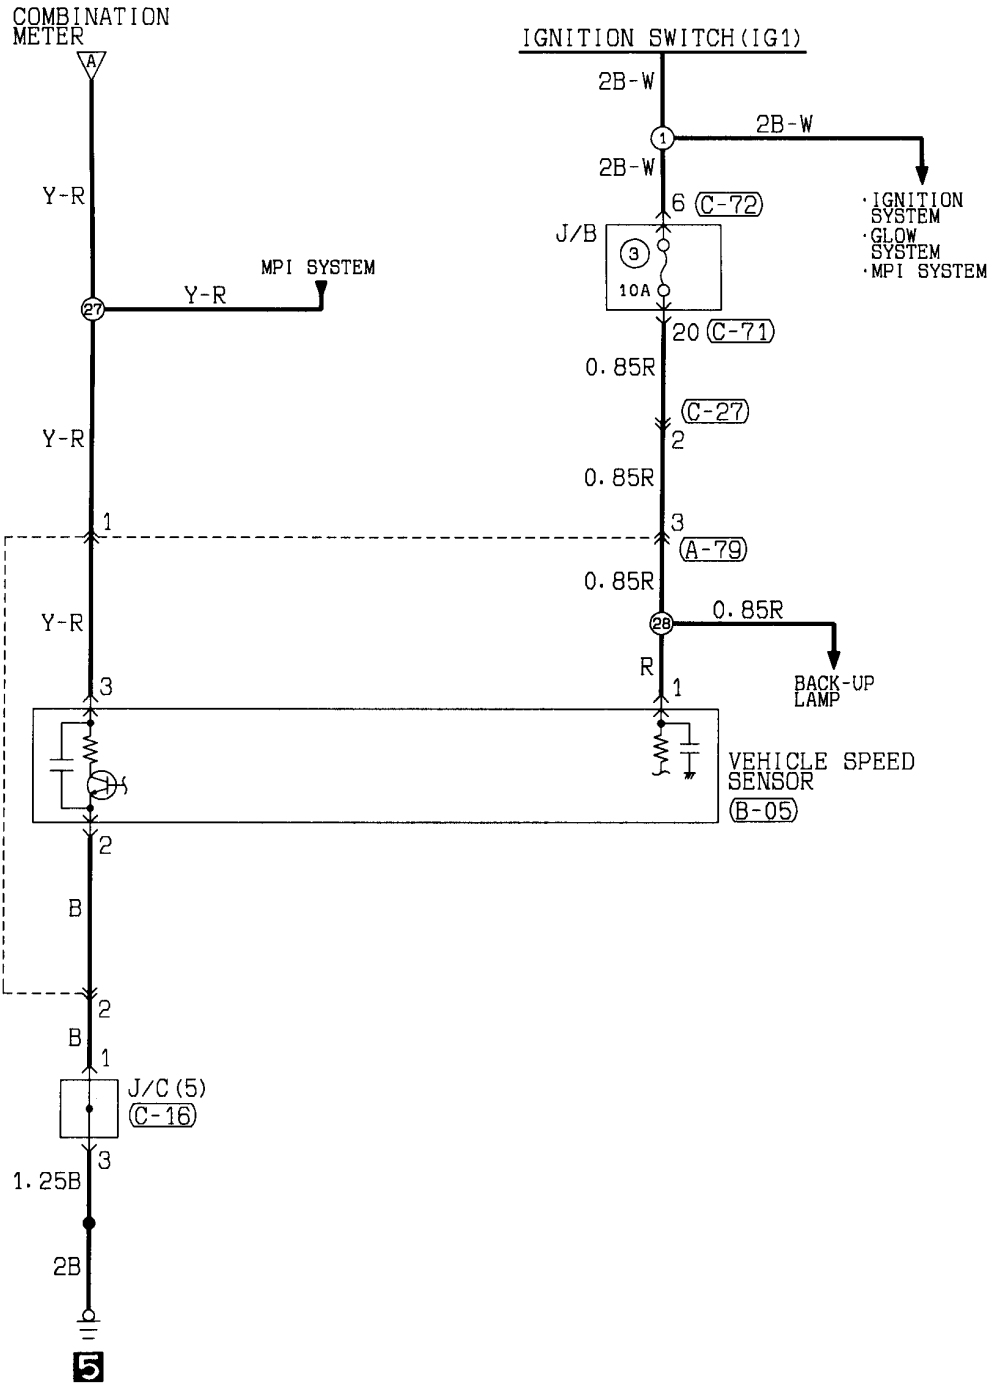 COMBINATION
METER
A
IGNITION SWITCH(IG1)
2B-W
1
2B-W
2B-W
·IGNITION
SYSTEM
·GLOW
SYSTEM
·MPI SYSTEM
Y-R
6 (C-72)
J/B
3
10A
MPI SYSTEM
27
Y-R
20 (C-71)
0.85R
(C-27)
2
Y-R
0.85R
1
3
(A-79)
0.85R
Y-R
28
0.85R
R
BACK-UP
LAMP
3
1
VEHICLE SPEED
SENSOR
(B-05)
2
B
2
B
1
J/C(5)
(C-16)
3
1.25B
2B
5